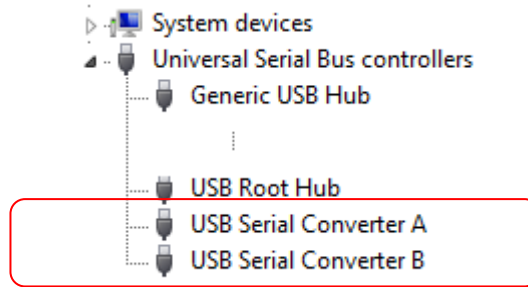 System devices
Universal Serial Bus controllers
Generic USB Hub
USB Root Hub
USB Serial Converter A
USB Serial Converter B